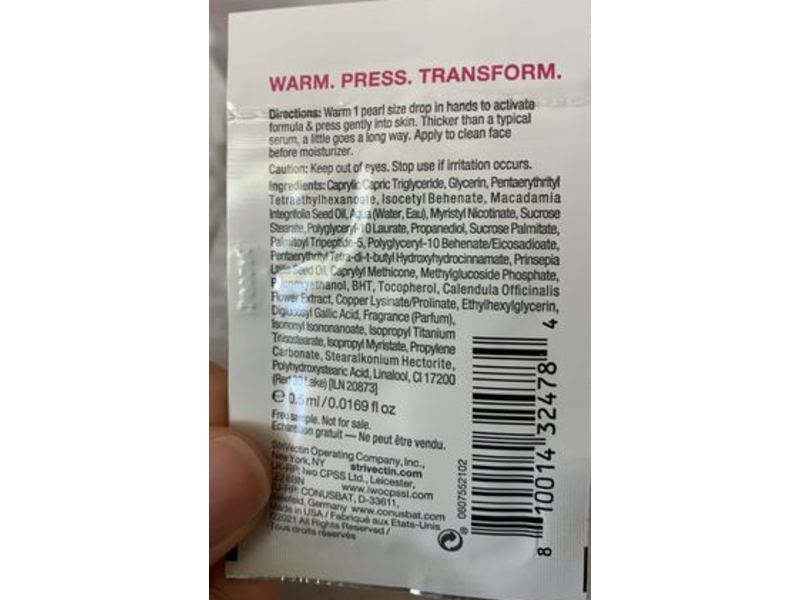 WARM. PRESS. TRANSFORM.
Directions: Warm 1 pearl size drop in hands to activate
formula & press gently into skin. Thicker than a typical
serum, a little goes a long way. Apply to clean face
before moisturizer.
Caution: Keep out of eyes. Stop use if irritation occurs.
Ingredients: Caprylic/Capric Triglyceride, Glycerin, Pentaerythrityl
Tetraethylhexanoate, Isocetyl Behenate, Macadamia
Integrifolia Seed Oil, Aqua (Water, Eau), Myristyl Nicotinate, Sucrose
Stearate, Polyglyceryl-10 Laurate, Propanediol, Sucrose Palmitate,
Palmitoyl Tripeptide-5, Polyglyceryl-10 Behenate/Eicosadioate,
Pentaerythrityl Tetra-di-t-butyl Hydroxyhydrocinnamate, Prinsepia
Utilis Seed Oil, Caprylyl Methicone, Methylglucoside Phosphate,
BHT, Tocopherol, Calendula Officinalis
Flower Extract, Copper Lysinate/Prolinate, Ethylhexylglycerin,
Diglucosyl Gallic Acid, Fragrance (Parfum),
Isononyl Isononanoate, Isopropyl Titanium
Triisostearate, Isopropyl Myristate, Propylene
Carbonate, Stearalkonium Hectorite,
Polyhydroxystearic Acid, Linalool, CI 17200
(Red 33 Lake) [ILN 20873]
e 0.5ml/0.0169 fl oz
Free sample. Not for sale.
Échantillon gratuit — Ne peut être vendu.
StriVectin Operating Company, Inc.,
New York, NY strivectin.com
UK-RP: Iwo CPSS Ltd., Leicester,
www.iwocpssl.com
EU-RP: CONUSBAT, D-33611,
Bielefeld, Germany www.conusbat.com
Made in USA / Fabriqué aux Etats-Unis
©2021 All Rights Reserved /
Tous droits réservés
0607552102
8 10014 32478 4